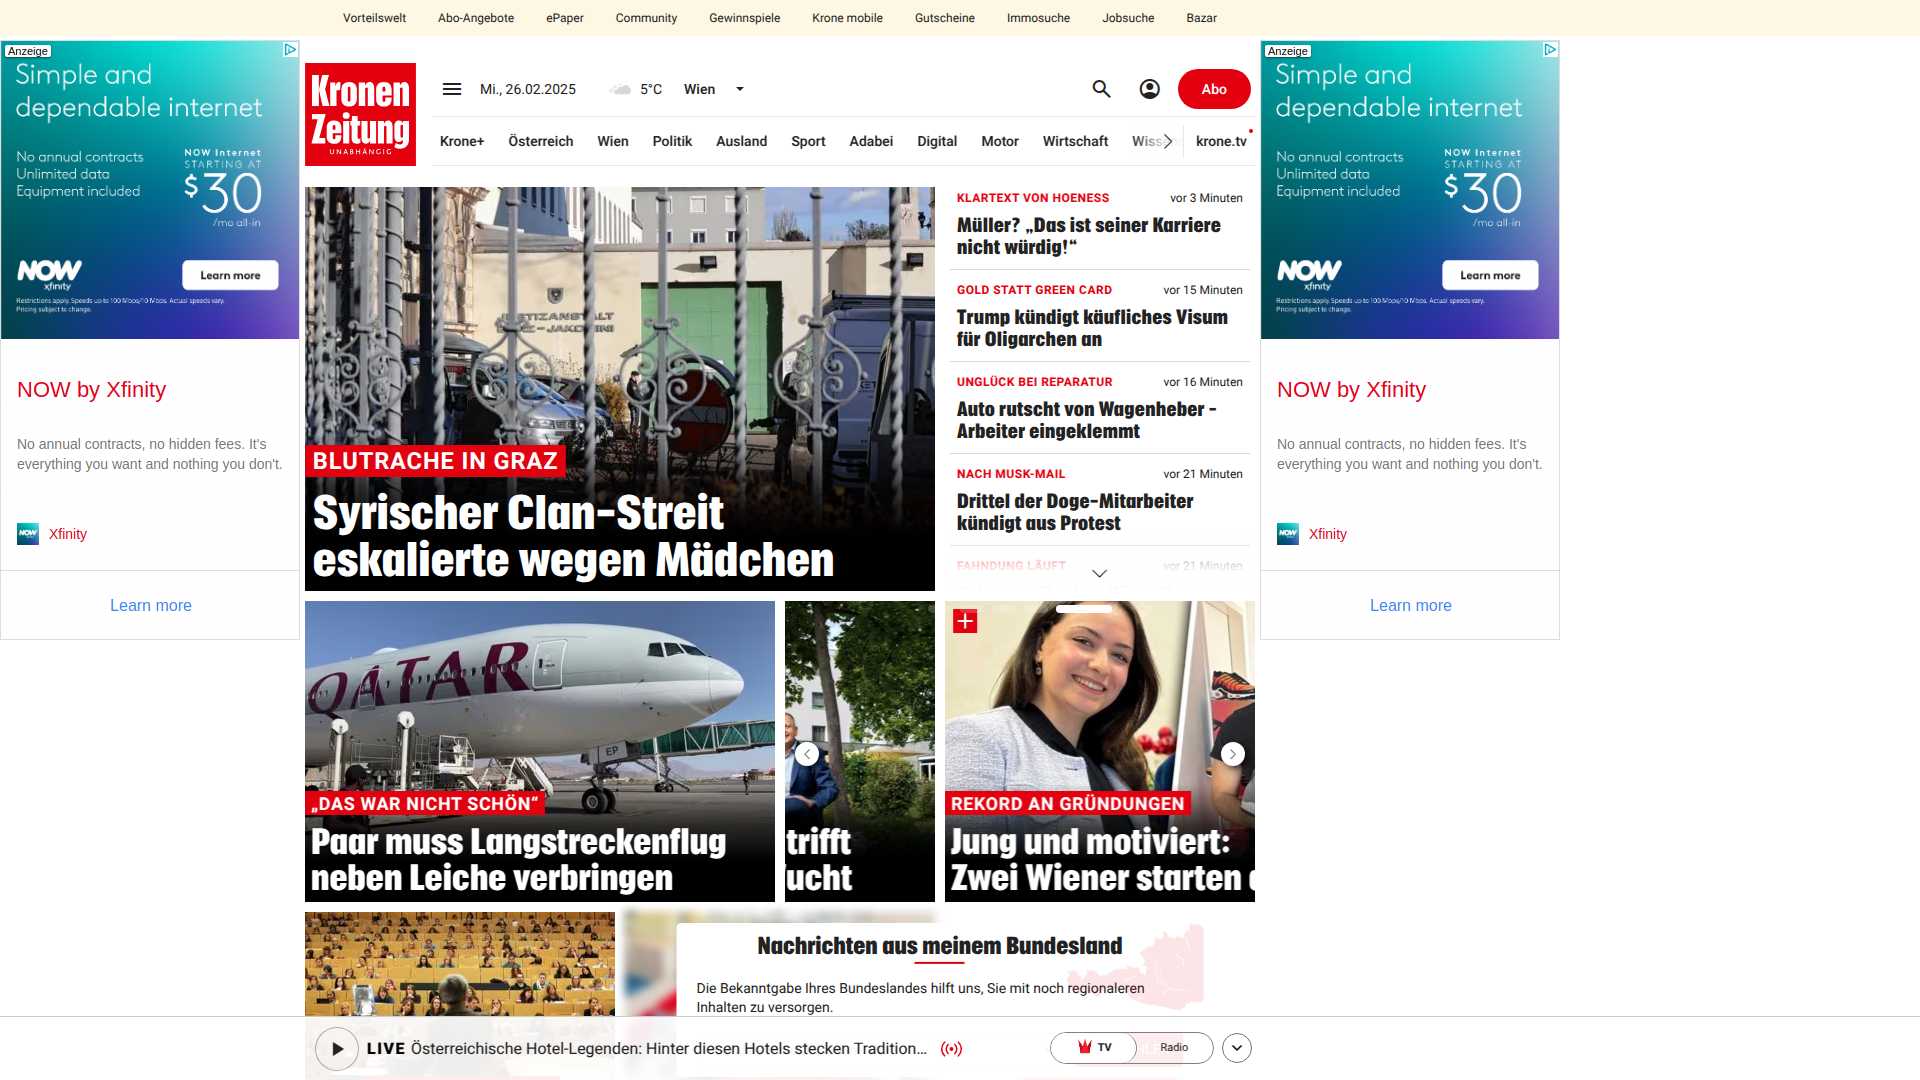 Vorteilswelt
Abo-Angebote
ePaper
Community
Gewinnspiele
Krone mobile
Gutscheine
Immosuche
Jobsuche
Bazar
Anzeige
Simple and
dependable internet
No annual contracts
Unlimited data
Equipment included
NOW Internet
STARTING AT
$30
/mo all-in
NOW
xfinity
Learn more
Restrictions apply. Speeds up to 100 Mbps/10 Mbps. Actual speeds vary.
Pricing subject to change.
NOW by Xfinity
No annual contracts, no hidden fees. It's
everything you want and nothing you don't.
NOW
Xfinity
Learn more
Kronen
Zeitung
UNABHÄNGIG
Mi., 26.02.2025
5°C
Wien
Abo
Krone+
Österreich
Wien
Politik
Ausland
Sport
Adabei
Digital
Motor
Wirtschaft
Wiss
krone.tv
BLUTRACHE IN GRAZ
Syrischer Clan-Streit
eskalierte wegen Mädchen
KLARTEXT VON HOENESS
vor 3 Minuten
Müller? „Das ist seiner Karriere
nicht würdig!“
GOLD STATT GREEN CARD
vor 15 Minuten
Trump kündigt käufliches Visum
für Oligarchen an
UNGLÜCK BEI REPARATUR
vor 16 Minuten
Auto rutscht von Wagenheber –
Arbeiter eingeklemmt
NACH MUSK-MAIL
vor 21 Minuten
Drittel der Doge-Mitarbeiter
kündigt aus Protest
FAHNDUNG LÄUFT
vor 21 Minuten
QATAR
EP
„DAS WAR NICHT SCHÖN“
Paar muss Langstreckenflug
neben Leiche verbringen
trifft
ucht
REKORD AN GRÜNDUNGEN
Jung und motiviert:
Zwei Wiener starten
Nachrichten aus meinem Bundesland
Die Bekanntgabe Ihres Bundeslandes hilft uns, Sie mit noch regionaleren
Inhalten zu versorgen.
LIVE Österreichische Hotel-Legenden: Hinter diesen Hotels stecken Tradition...
TV
Radio
Anzeige
Simple and
dependable internet
No annual contracts
Unlimited data
Equipment included
NOW Internet
STARTING AT
$30
/mo all-in
NOW
xfinity
Learn more
Restrictions apply. Speeds up to 100 Mbps/10 Mbps. Actual speeds vary.
Pricing subject to change.
NOW by Xfinity
No annual contracts, no hidden fees. It's
everything you want and nothing you don't.
NOW
Xfinity
Learn more